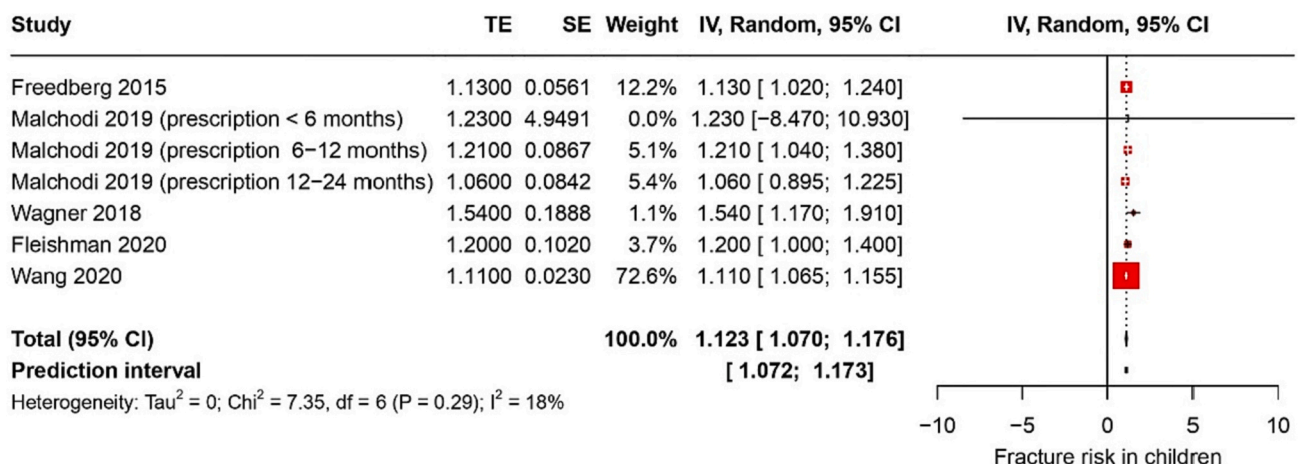 Study TE SE Weight IV, Random, 95% CI IV, Random, 95% CI
Freedberg 2015 1.1300 0.0561 12.2% 1.130 [ 1.020; 1.240]
Malchodi 2019 (prescription < 6 months) 1.2300 4.9491 0.0% 1.230 [−8.470; 10.930]
Malchodi 2019 (prescription 6−12 months) 1.2100 0.0867 5.1% 1.210 [ 1.040; 1.380]
Malchodi 2019 (prescription 12−24 months) 1.0600 0.0842 5.4% 1.060 [ 0.895; 1.225]
Wagner 2018 1.5400 0.1888 1.1% 1.540 [ 1.170; 1.910]
Fleishman 2020 1.2000 0.1020 3.7% 1.200 [ 1.000; 1.400]
Wang 2020 1.1100 0.0230 72.6% 1.110 [ 1.065; 1.155]
Total (95% CI) 100.0% 1.123 [ 1.070; 1.176]
Prediction interval [ 1.072; 1.173]
Heterogeneity: Tau² = 0; Chi² = 7.35, df = 6 (P = 0.29); I² = 18%
−10 −5 0 5 10
Fracture risk in children